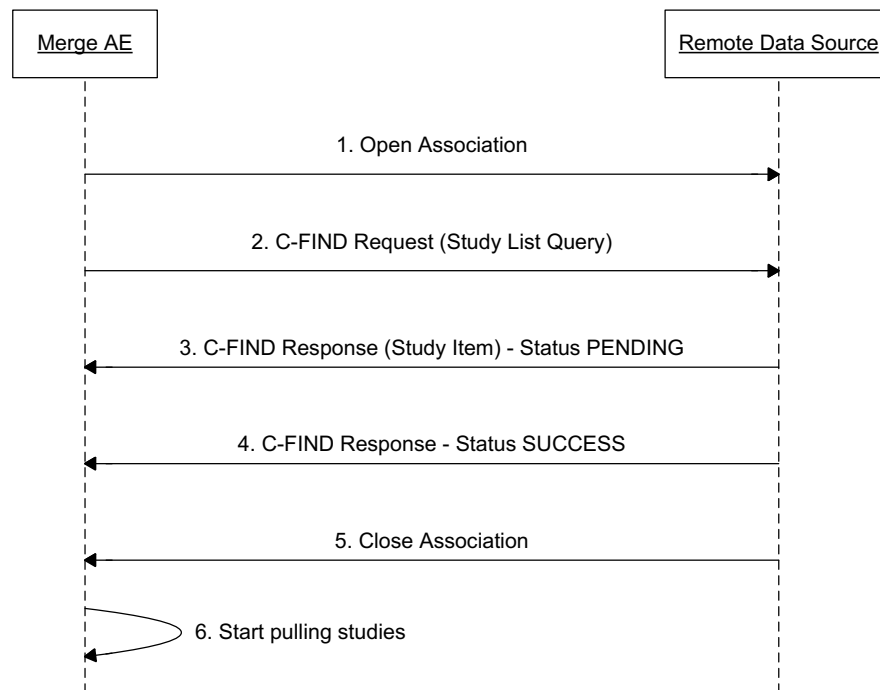 Merge AE
Remote Data Source
1. Open Association
2. C-FIND Request (Study List Query)
3. C-FIND Response (Study Item) - Status PENDING
4. C-FIND Response - Status SUCCESS
5. Close Association
6. Start pulling studies